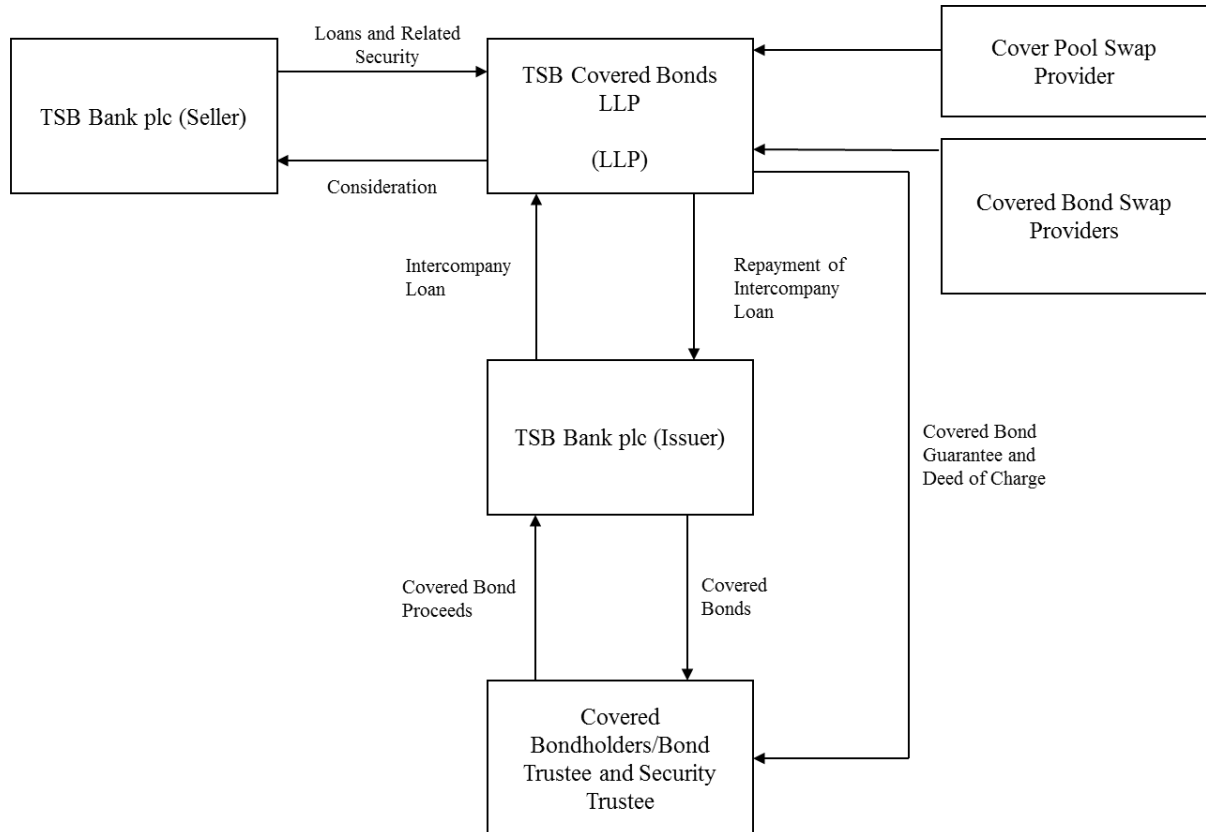 Loans and Related
Security
TSB Bank plc (Seller)
TSB Covered Bonds
LLP
(LLP)
Cover Pool Swap
Provider
Consideration
Covered Bond Swap
Providers
Intercompany
Loan
Repayment of
Intercompany
Loan
TSB Bank plc (Issuer)
Covered Bond
Guarantee and
Deed of Charge
Covered Bond
Proceeds
Covered
Bonds
Covered
Bondholders/Bond
Trustee and Security
Trustee